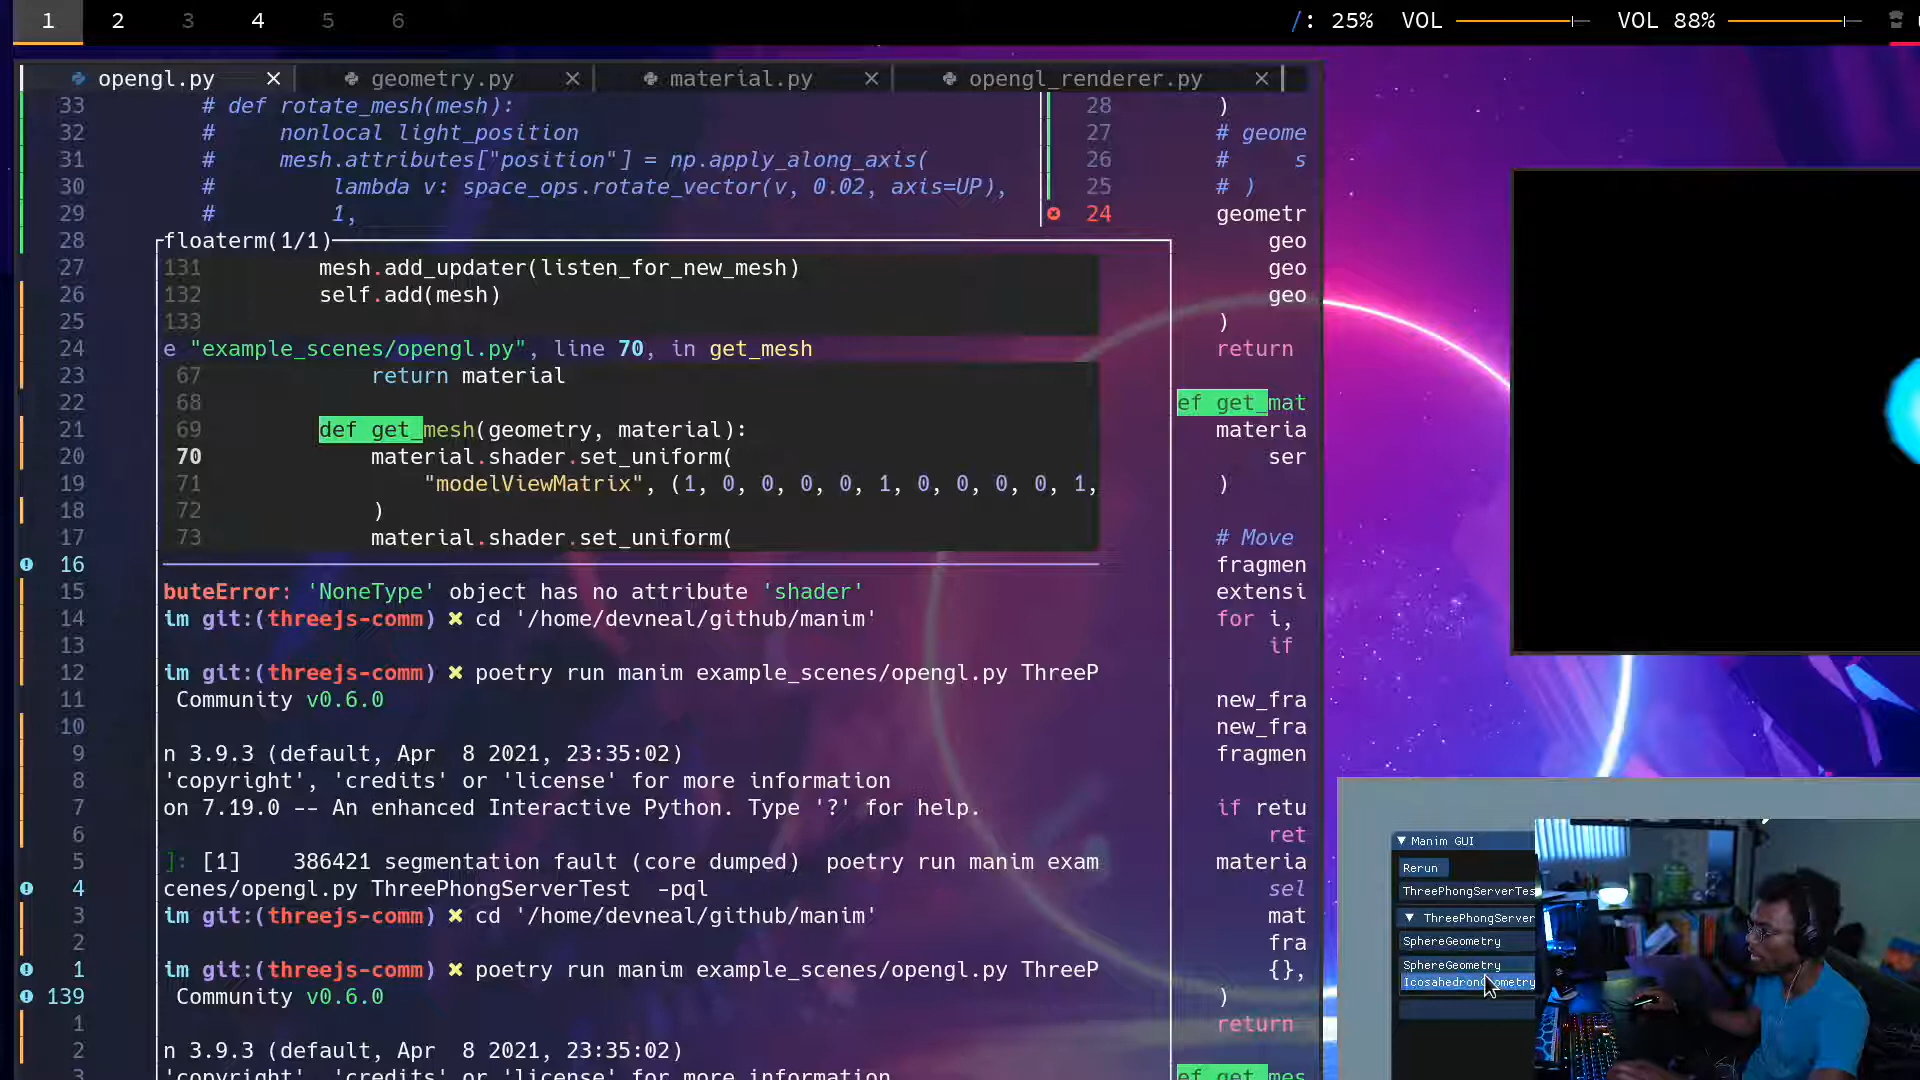 1 2 3 4 5 6 /: 25% VOL VOL 88%
opengl.py geometry.py material.py opengl_renderer.py
33 # def rotate_mesh(mesh):
32 # nonlocal light_position
31 # mesh.attributes["position"] = np.apply_along_axis(
30 # lambda v: space_ops.rotate_vector(v, 0.02, axis=UP),
29 # 1,
28
27
26
25
24
23
22
21
20
19
18
17
16
15
14
13
12
11
10
9
8
7
6
5
4
3
2
1
139
1
2
3
floaterm(1/1)
131 mesh.add_updater(listen_for_new_mesh)
132 self.add(mesh)
133
e "example_scenes/opengl.py", line 70, in get_mesh
67 return material
68
69 def get_mesh(geometry, material):
70 material.shader.set_uniform(
71 "modelViewMatrix", (1, 0, 0, 0, 0, 1, 0, 0, 0, 0, 1,
72 )
73 material.shader.set_uniform(
buteError: 'NoneType' object has no attribute 'shader'
im git:(threejs-comm) ✖ cd '/home/devneal/github/manim'
im git:(threejs-comm) ✖ poetry run manim example_scenes/opengl.py ThreeP
Community v0.6.0
n 3.9.3 (default, Apr  8 2021, 23:35:02)
'copyright', 'credits' or 'license' for more information
on 7.19.0 -- An enhanced Interactive Python. Type '?' for help.
]: [1] 386421 segmentation fault (core dumped) poetry run manim exam
cenes/opengl.py ThreePhongServerTest -pql
im git:(threejs-comm) ✖ cd '/home/devneal/github/manim'
im git:(threejs-comm) ✖ poetry run manim example_scenes/opengl.py ThreeP
Community v0.6.0
n 3.9.3 (default, Apr  8 2021, 23:35:02)
'copyright', 'credits' or 'license' for more information
28 )
27 # geome
26 # s
25 # )
24 geometr
geo
geo
geo
)
return
ef get_mat
materia
ser
)
# Move
fragmen
extensi
for i,
if
new_fra
new_fra
fragmen
if retu
ret
materia
sel
mat
fra
{},
)
return
ef get_mes
Manim GUI
Rerun
ThreePhongServerTes
ThreePhongServer
SphereGeometry
SphereGeometry
IcosahedronGeometry